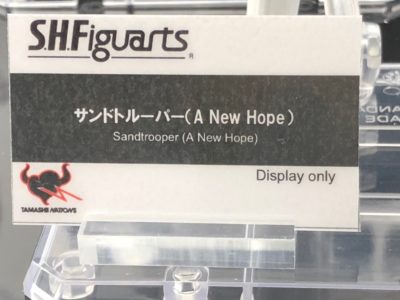 S.H.Figuarts
®
サンドトルーパー(A New Hope)
Sandtrooper (A New Hope)
TAMASHII NATIONS
Display only